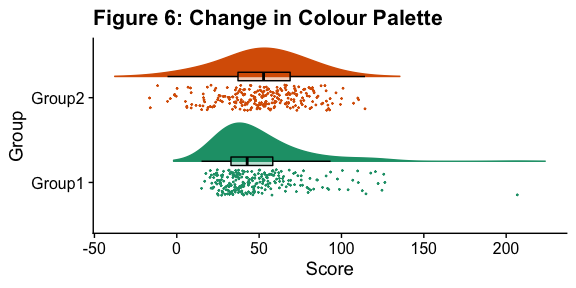 Figure 6: Change in Colour Palette
Group
Group2
Group1
-50 0 50 100 150 200
Score